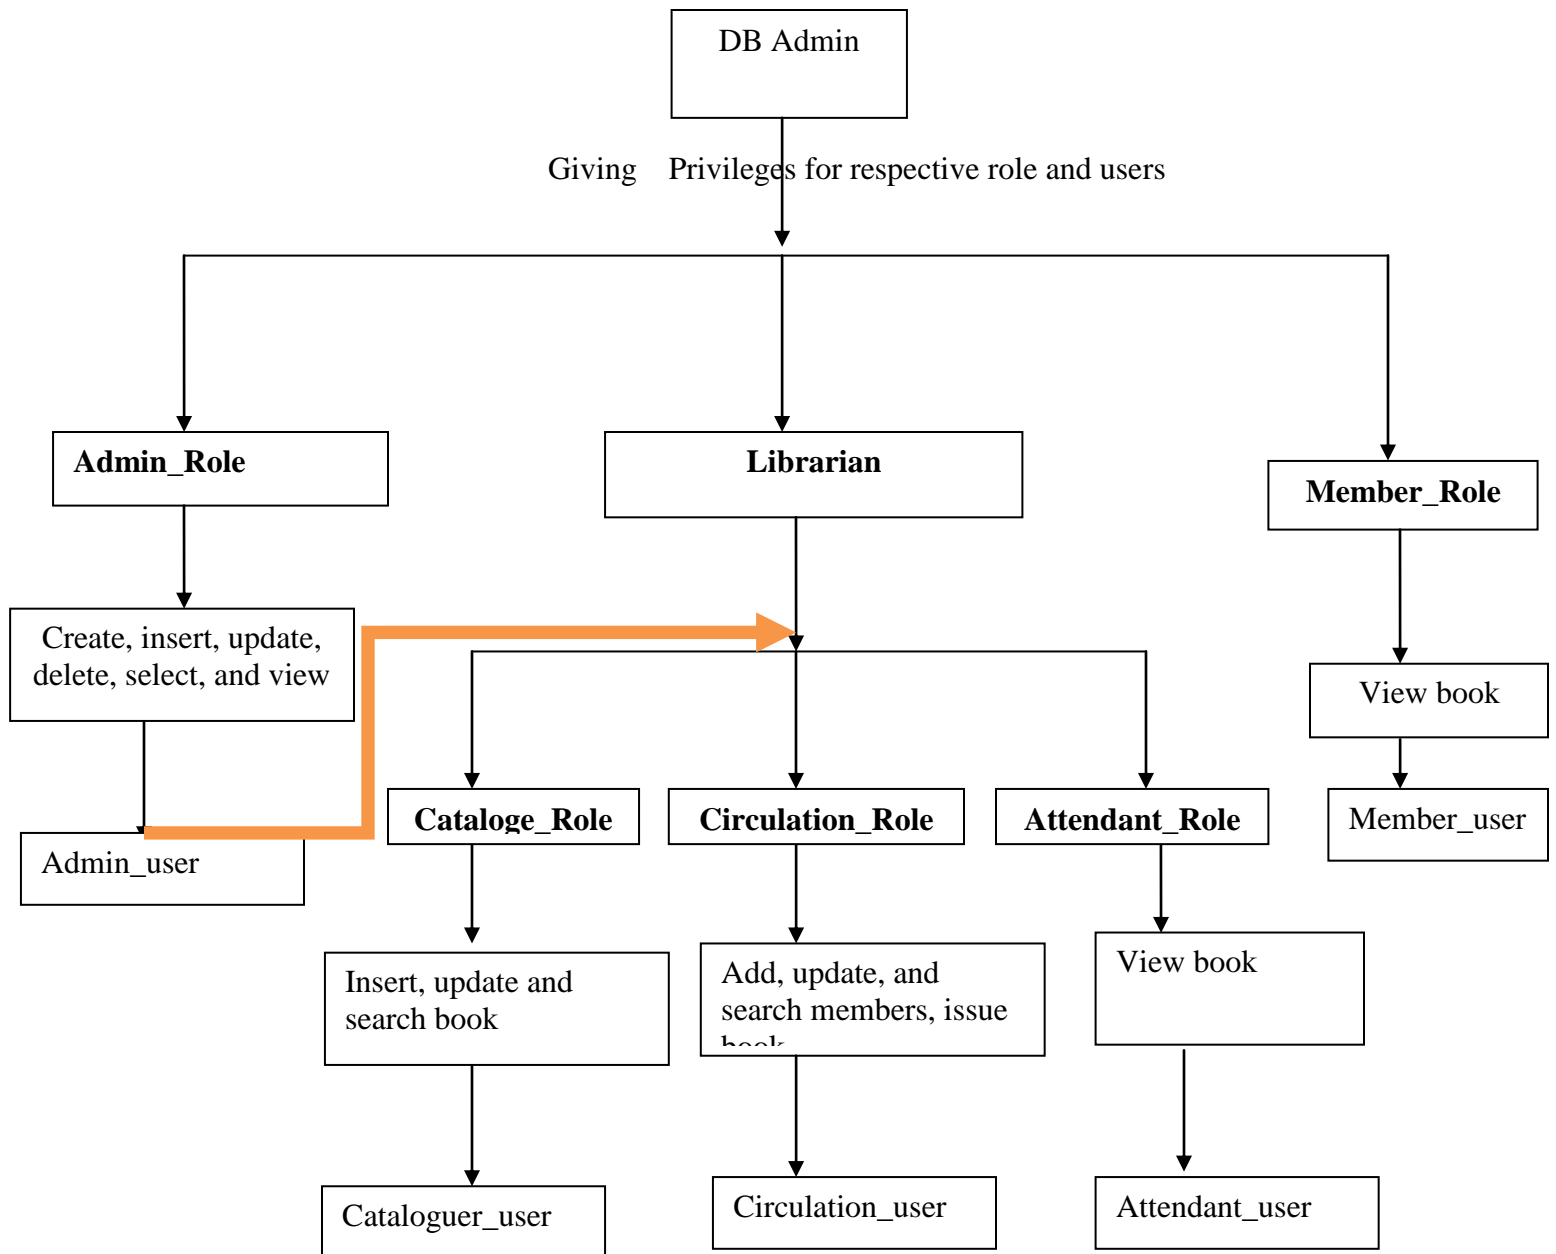 DB Admin
Giving Privileges for respective role and users
Admin_Role
Librarian
Member_Role
Create, insert, update,
delete, select, and view
View book
Cataloge_Role
Circulation_Role
Attendant_Role
Member_user
Admin_user
Insert, update and
search book
Add, update, and
search members, issue
book
View book
Cataloguer_user
Circulation_user
Attendant_user